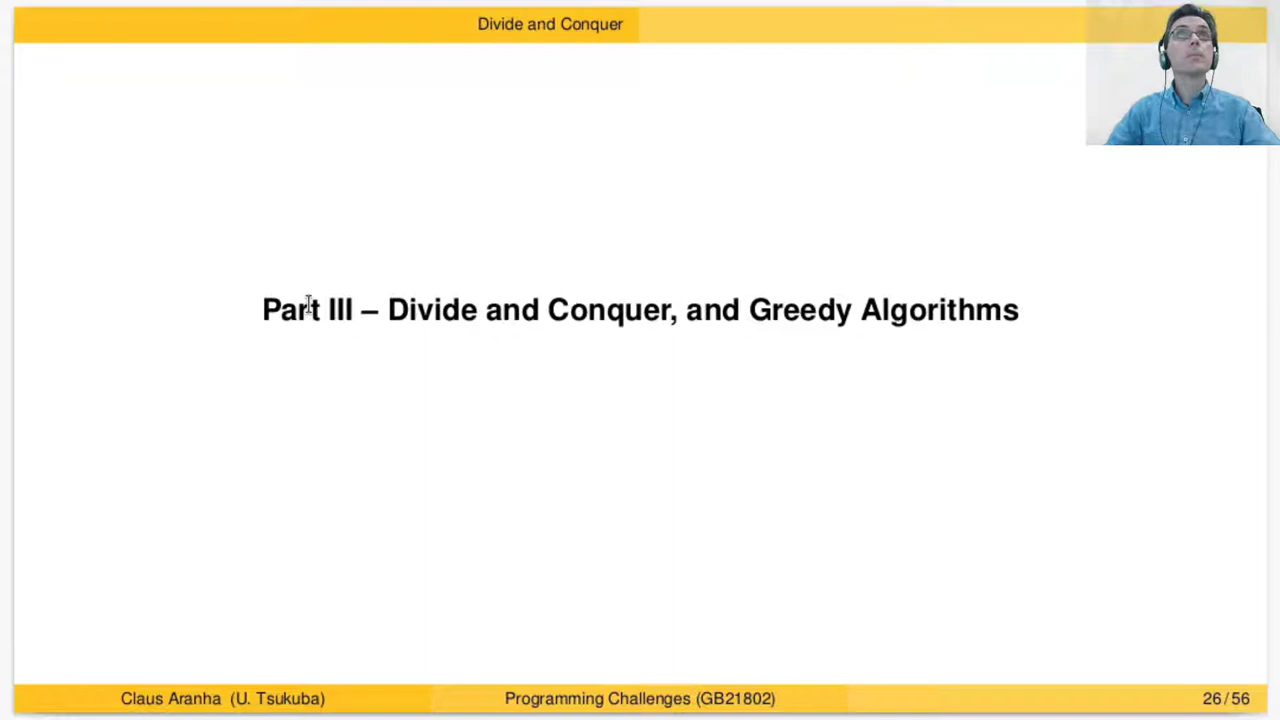 Divide and Conquer
Part III – Divide and Conquer, and Greedy Algorithms
Claus Aranha (U. Tsukuba)
Programming Challenges (GB21802)
26 / 56